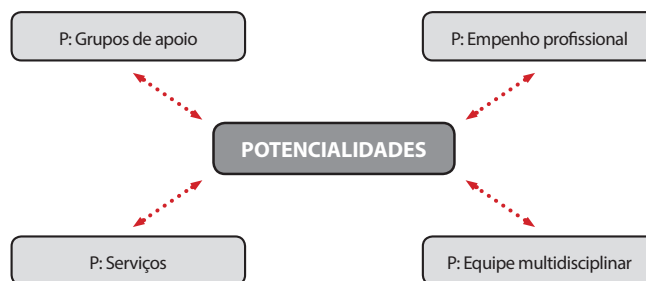 P: Grupos de apoio
P: Empenho profissional
POTENCIALIDADES
P: Serviços
P: Equipe multidisciplinar